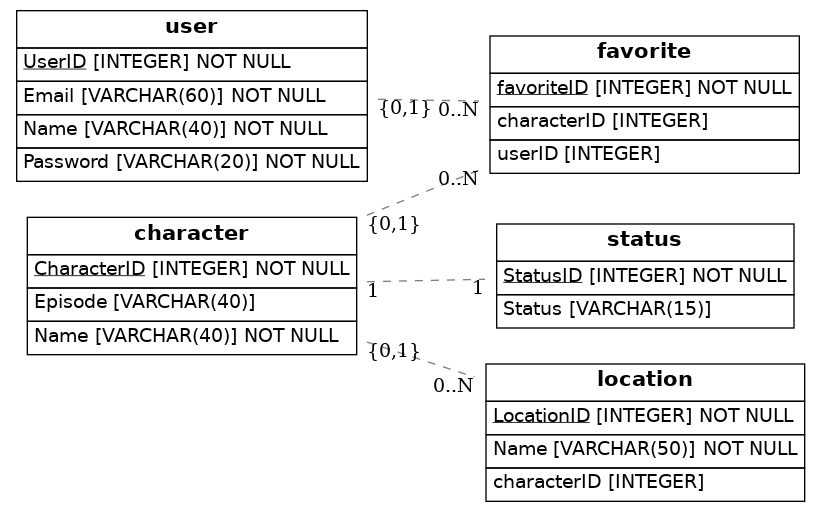 user
UserID [INTEGER] NOT NULL
Email [VARCHAR(60)] NOT NULL
Name [VARCHAR(40)] NOT NULL
Password [VARCHAR(20)] NOT NULL
{0,1}
0..N
favorite
favoriteID [INTEGER] NOT NULL
characterID [INTEGER]
userID [INTEGER]
0..N
{0,1}
character
CharacterID [INTEGER] NOT NULL
Episode [VARCHAR(40)]
Name [VARCHAR(40)] NOT NULL
1
1
status
StatusID [INTEGER] NOT NULL
Status [VARCHAR(15)]
{0,1}
0..N
location
LocationID [INTEGER] NOT NULL
Name [VARCHAR(50)] NOT NULL
characterID [INTEGER]